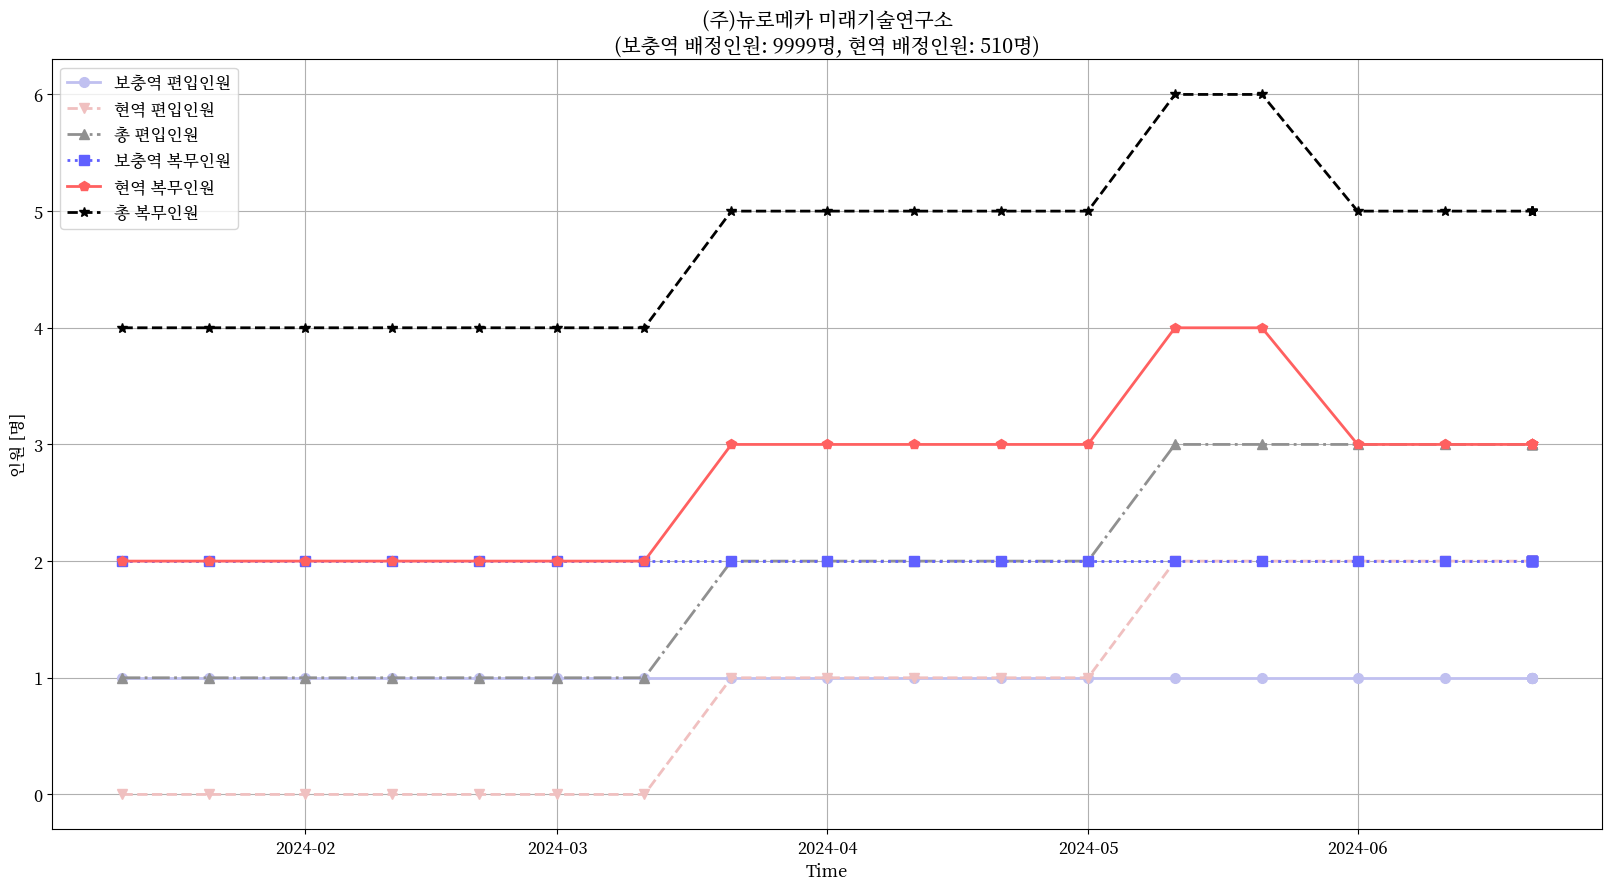 (주)뉴로메카 미래기술연구소
(보충역 배정인원: 9999명, 현역 배정인원: 510명)
보충역 편입인원
현역 편입인원
총 편입인원
보충역 복무인원
현역 복무인원
총 복무인원
인원 [명]
6
5
4
3
2
1
0
2024-02
2024-03
2024-04
2024-05
2024-06
Time